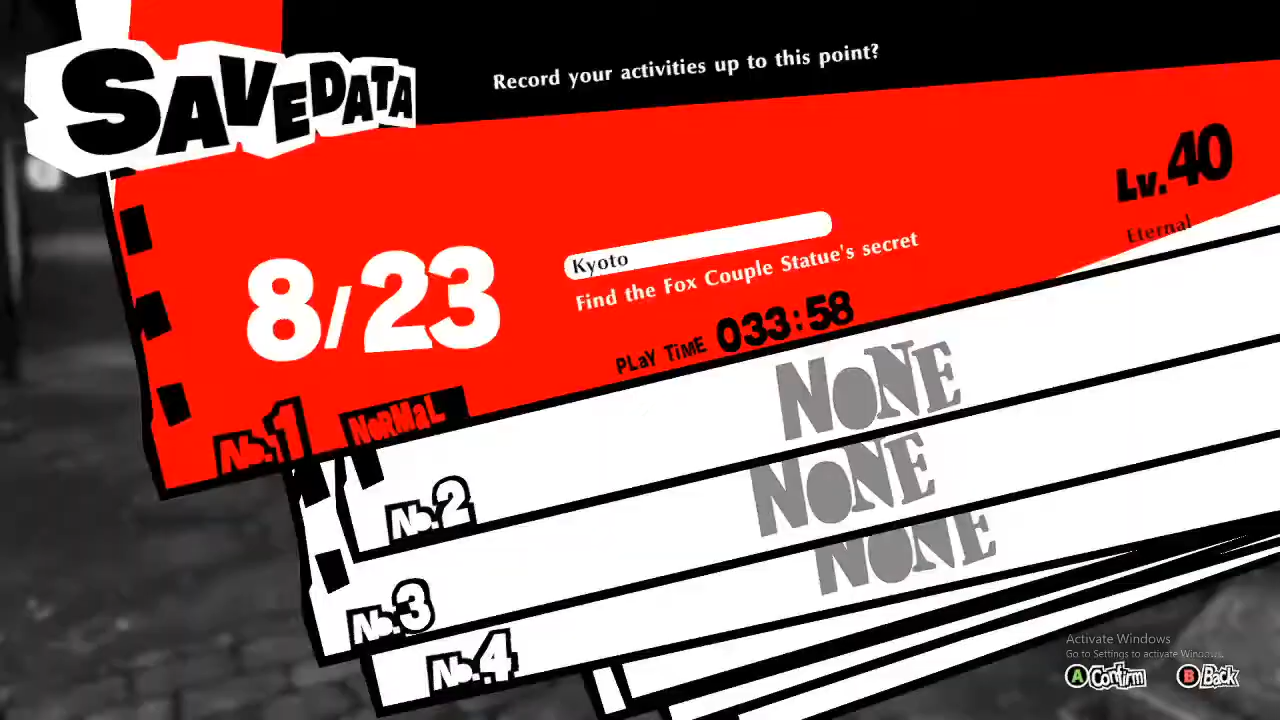 SAVEDATA
Record your activities up to this point?
Lv.40
Eternal
8/23
Kyoto
Find the Fox Couple Statue's secret
PLaY TiME 033:58
No.1 NoRMaL
NoNE
No.2
NoNE
No.3
NoNE
No.4
Activate Windows
Go to Settings to activate Windows.
Confirm
Back